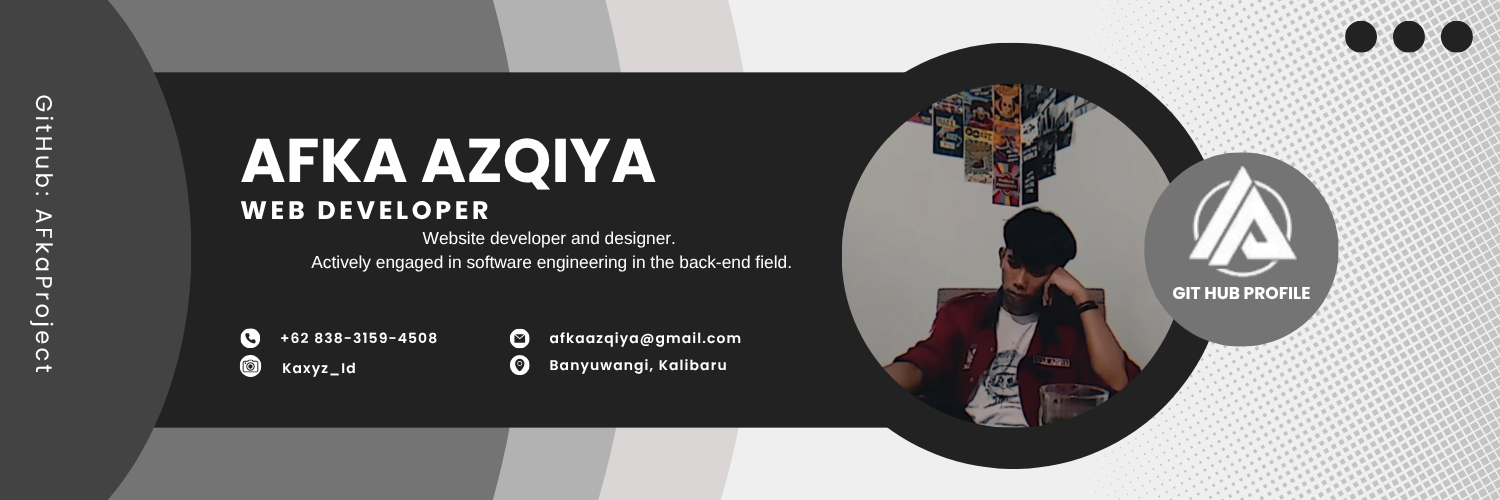 GitHub: AFkaProject
AFKA AZQIYA
WEB DEVELOPER
Website developer and designer.
Actively engaged in software engineering in the back-end field.
+62 838-3159-4508
afkaazqiya@gmail.com
Kaxyz_Id
Banyuwangi, Kalibaru
GIT HUB PROFILE